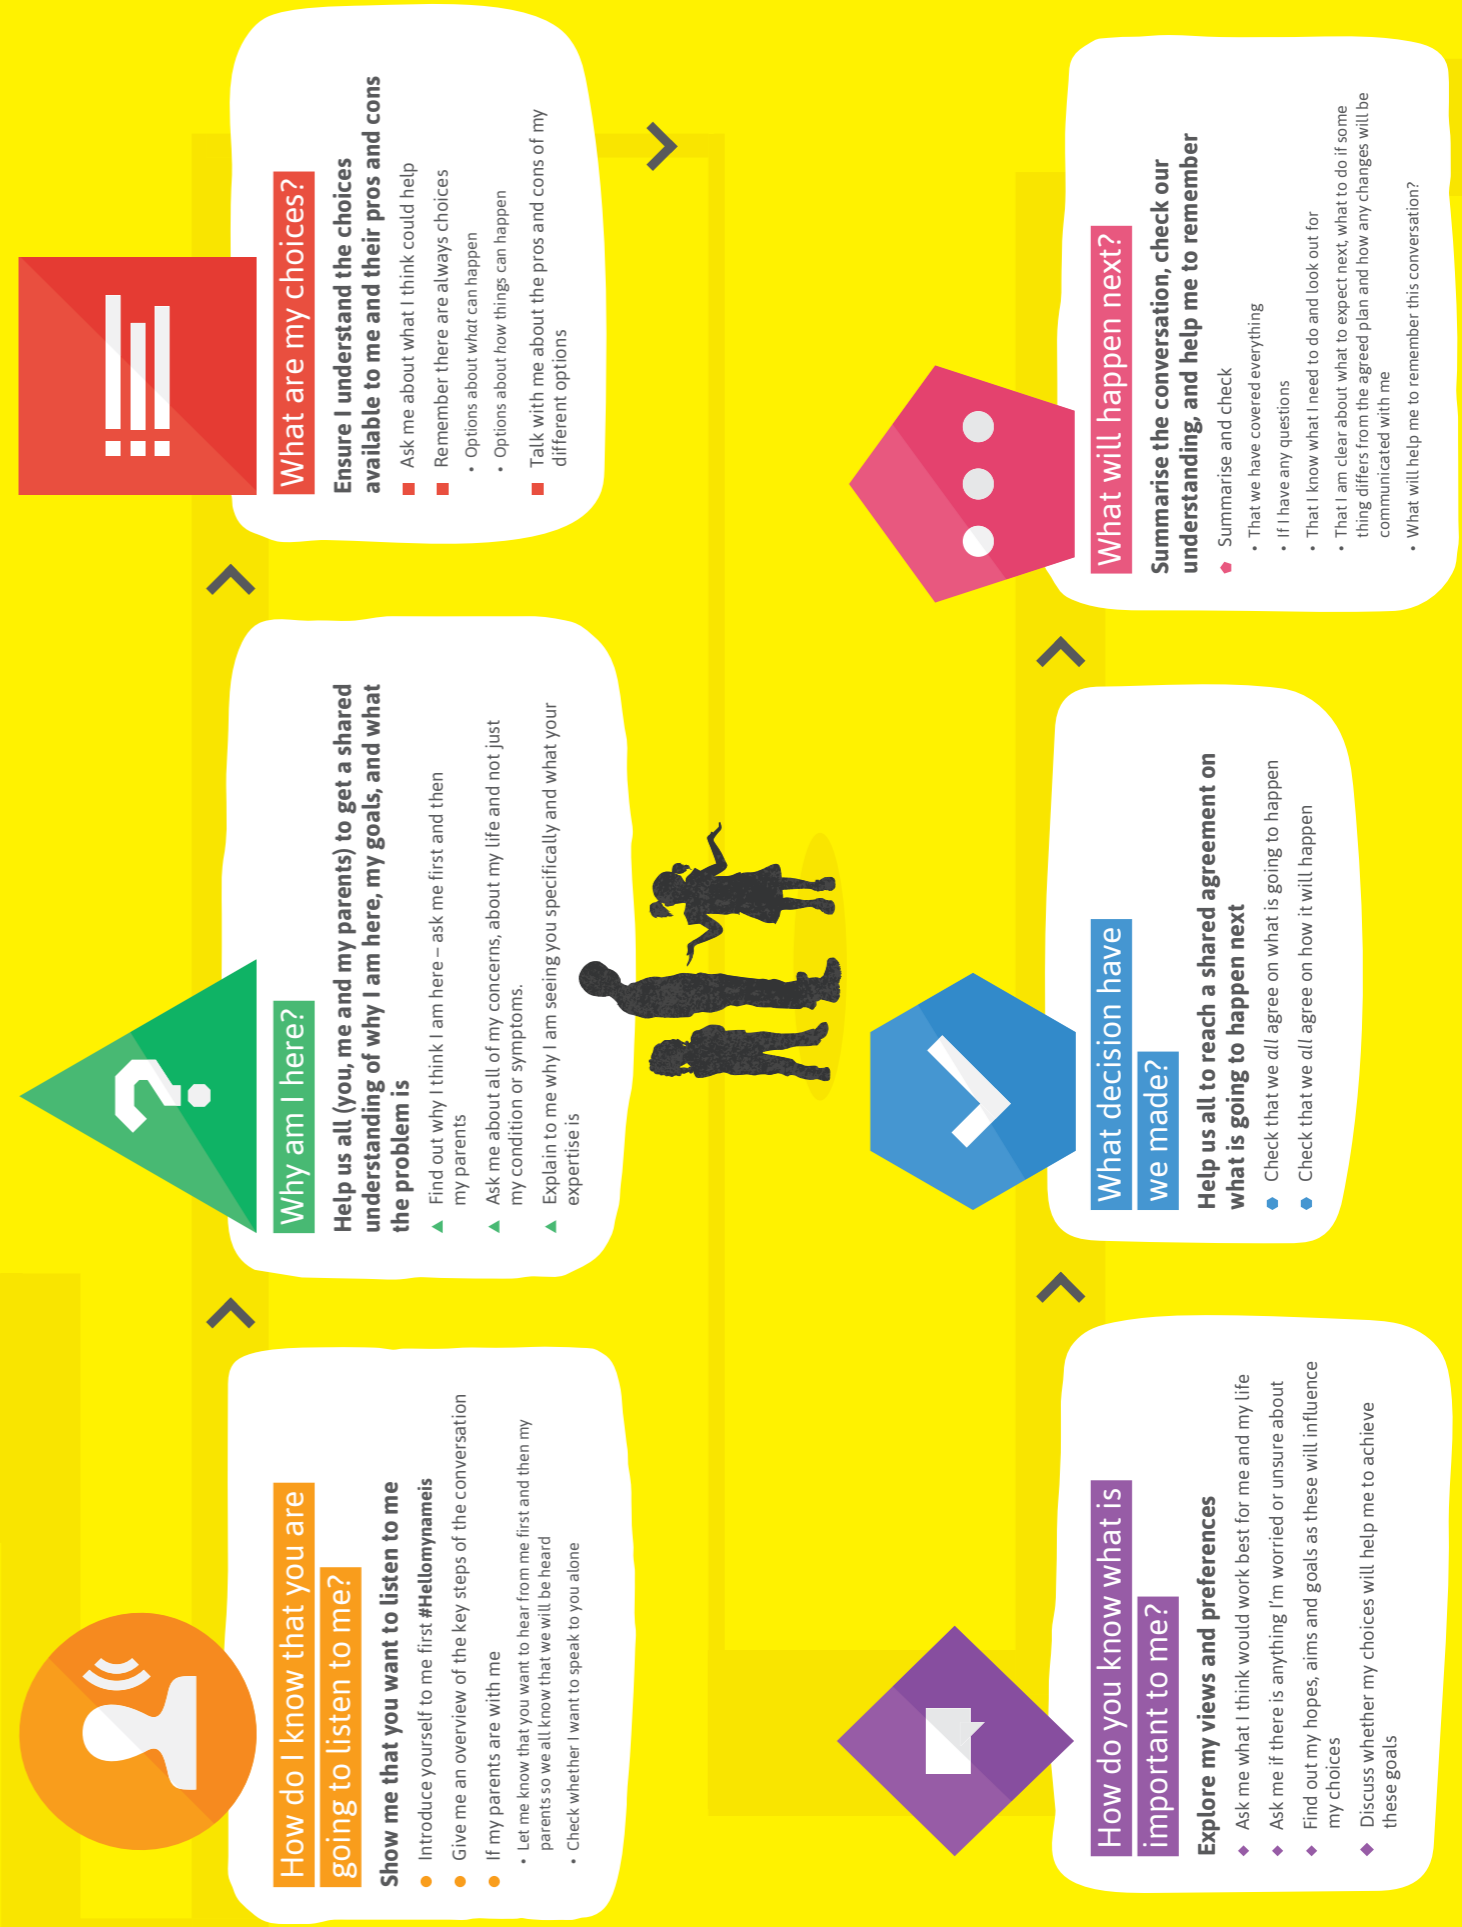 How do I know that you are
going to listen to me?
Show me that you want to listen to me
Introduce yourself to me first #Hellomynameis
Give me an overview of the key steps of the conversation
If my parents are with me
• Let me know that you want to hear from me first and then my
parents so we all know that we will be heard
• Check whether I want to speak to you alone
Why am I here?
Help us all (you, me and my parents) to get a shared
understanding of why I am here, my goals, and what
the problem is
Find out why I think I am here – ask me first and then
my parents
Ask me about all of my concerns, about my life and not just
my condition or symptoms.
Explain to me why I am seeing you specifically and what your
expertise is
What are my choices?
Ensure I understand the choices
available to me and their pros and cons
Ask me about what I think could help
Remember there are always choices
• Options about what can happen
• Options about how things can happen
Talk with me about the pros and cons of my
different options
How do you know what is
important to me?
Explore my views and preferences
Ask me what I think would work best for me and my life
Ask me if there is anything I'm worried or unsure about
Find out my hopes, aims and goals as these will influence
my choices
Discuss whether my choices will help me to achieve
these goals
What decision have
we made?
Help us all to reach a shared agreement on
what is going to happen next
Check that we all agree on what is going to happen
Check that we all agree on how it will happen
What will happen next?
Summarise the conversation, check our
understanding, and help me to remember
Summarise and check
• That we have covered everything
• If I have any questions
• That I know what I need to do and look out for
• That I am clear about what to expect next, what to do if some
thing differs from the agreed plan and how any changes will be
communicated with me
• What will help me to remember this conversation?